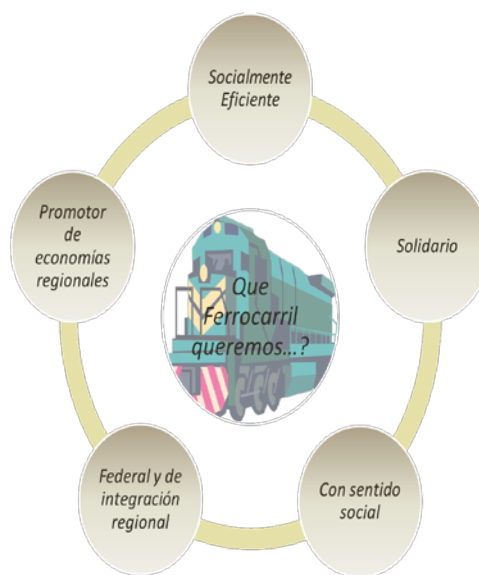 Socialmente
Eficiente
Solidario
Con sentido
social
Federal y de
integración
regional
Promotor
de
economías
regionales
Que
Ferrocarril
queremos...?